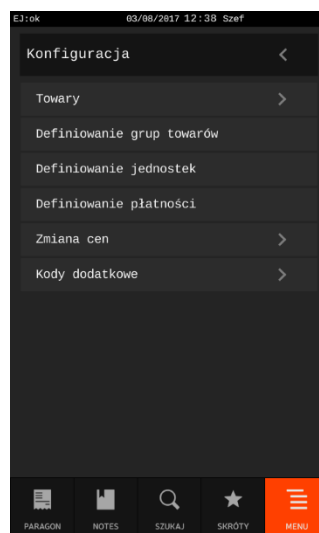 EJ:ok 03/08/2017 12:38 Szef
Konfiguracja
Towary
Definiowanie grup towarów
Definiowanie jednostek
Definiowanie płatności
Zmiana cen
Kody dodatkowe
PARAGON NOTES SZUKAJ SKRÓTY MENU